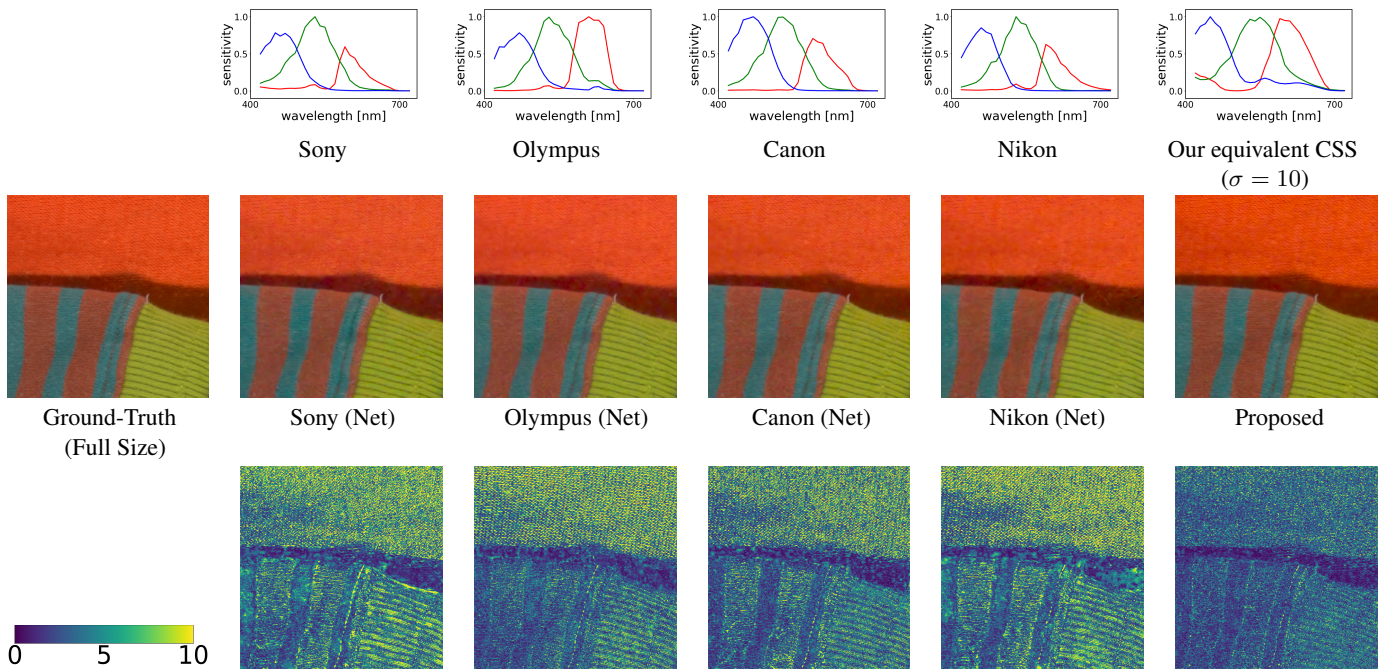 1.0
0.5
0.0
sensitivity
400
700
wavelength [nm]
Sony
1.0
0.5
0.0
sensitivity
400
700
wavelength [nm]
Olympus
1.0
0.5
0.0
sensitivity
400
700
wavelength [nm]
Canon
1.0
0.5
0.0
sensitivity
400
700
wavelength [nm]
Nikon
1.0
0.5
0.0
sensitivity
400
700
wavelength [nm]
Our equivalent CSS
(σ = 10)
Ground-Truth
(Full Size)
Sony (Net)
Olympus (Net)
Canon (Net)
Nikon (Net)
Proposed
0 5 10